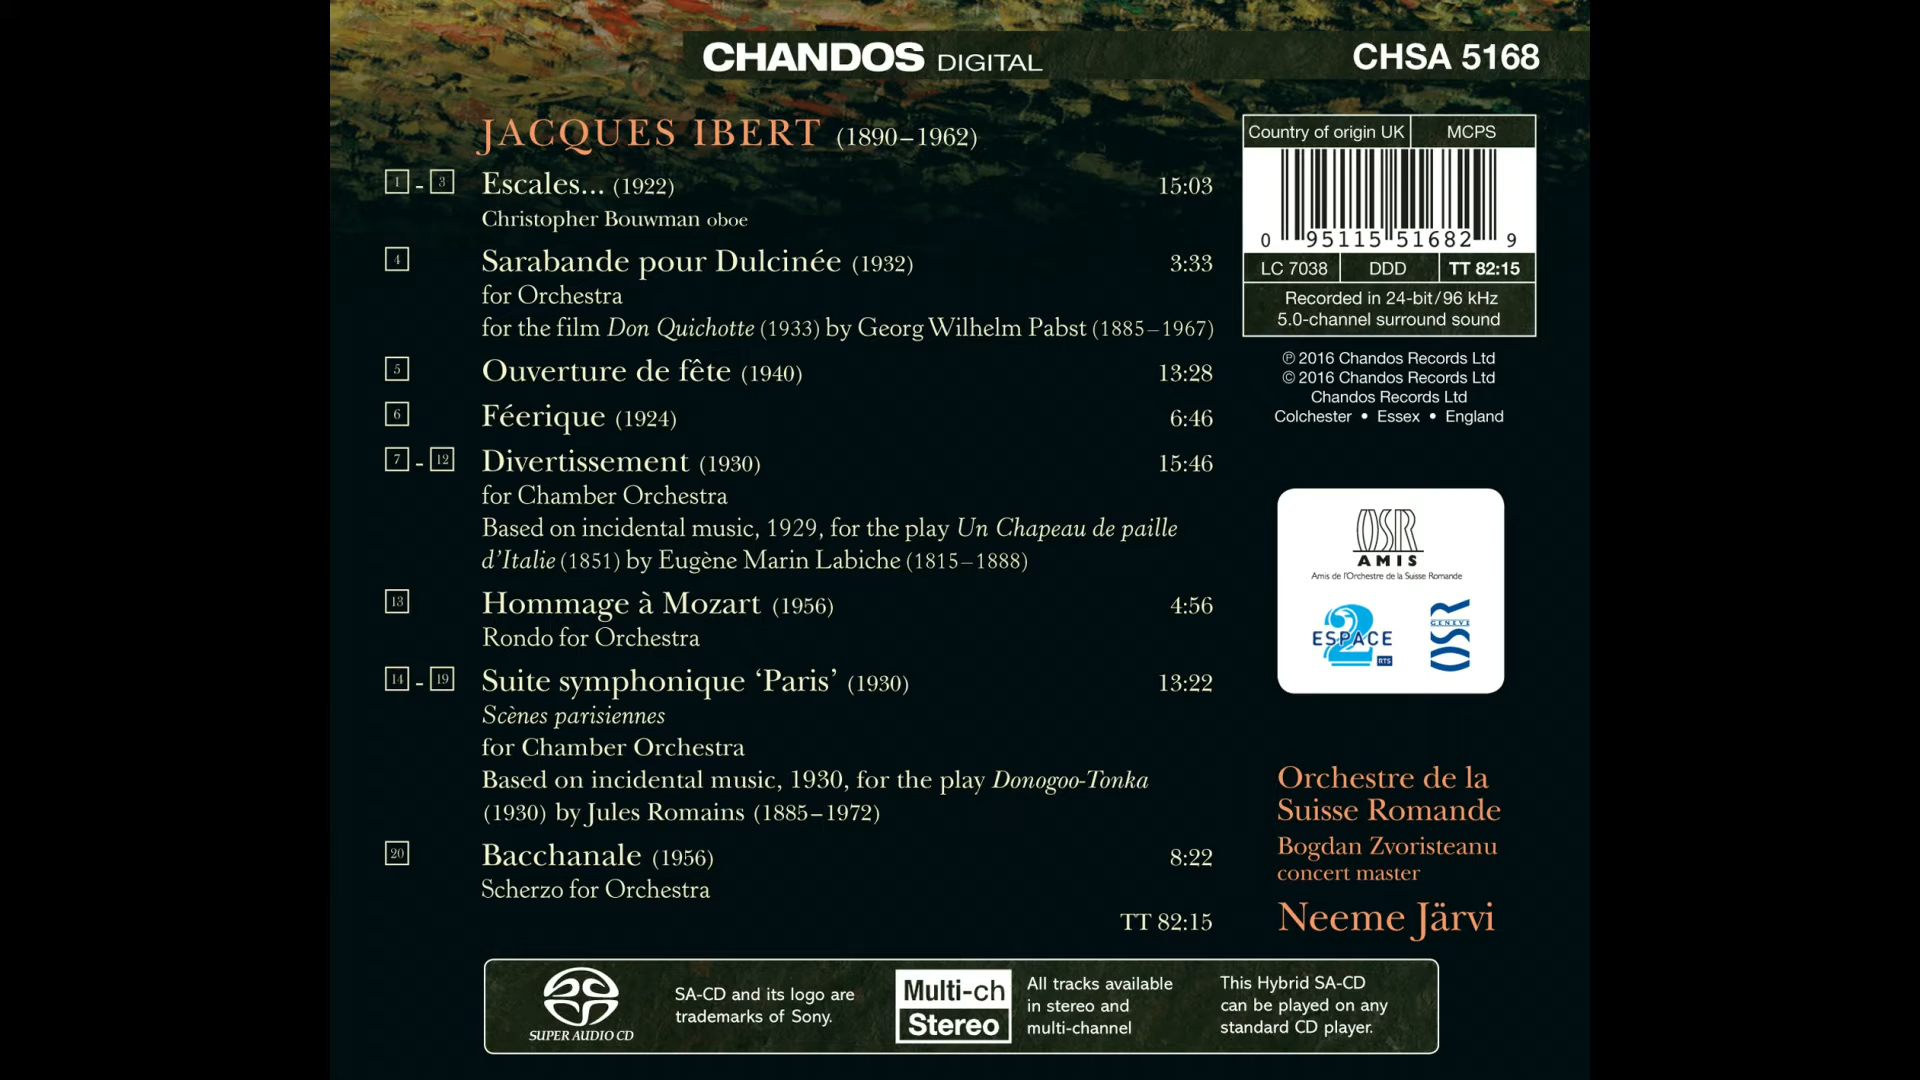 CHANDOS DIGITAL
CHSA 5168
JACQUES IBERT (1890–1962)
1 - 3 Escales... (1922) 15:03
Christopher Bouwman oboe
4 Sarabande pour Dulcinée (1932) 3:33
for Orchestra
for the film Don Quichotte (1933) by Georg Wilhelm Pabst (1885–1967)
5 Ouverture de fête (1940) 13:28
6 Féerique (1924) 6:46
7 - 12 Divertissement (1930) 15:46
for Chamber Orchestra
Based on incidental music, 1929, for the play Un Chapeau de paille
d’Italie (1851) by Eugène Marin Labiche (1815–1888)
13 Hommage à Mozart (1956) 4:56
Rondo for Orchestra
14 - 19 Suite symphonique ‘Paris’ (1930) 13:22
Scènes parisiennes
for Chamber Orchestra
Based on incidental music, 1930, for the play Donogoo-Tonka
(1930) by Jules Romains (1885–1972)
20 Bacchanale (1956) 8:22
Scherzo for Orchestra
TT 82:15
Country of origin UK MCPS
0 95115 51682 9
LC 7038 DDD TT 82:15
Recorded in 24-bit/96 kHz
5.0-channel surround sound
℗ 2016 Chandos Records Ltd
© 2016 Chandos Records Ltd
Chandos Records Ltd
Colchester • Essex • England
OSR
AMIS
Amis de l'Orchestre de la Suisse Romande
ESPACE 2
RTS
OSR
GENEVE
Orchestre de la
Suisse Romande
Bogdan Zvoristeanu
concert master
Neeme Järvi
SUPER AUDIO CD
SA-CD and its logo are
trademarks of Sony.
Multi-ch
Stereo
All tracks available
in stereo and
multi-channel
This Hybrid SA-CD
can be played on any
standard CD player.